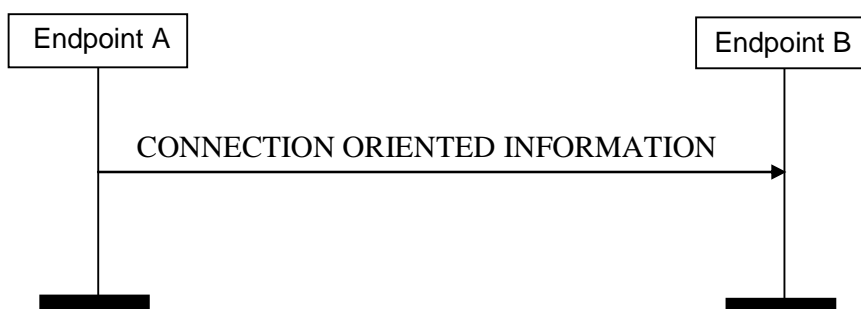 Endpoint A
Endpoint B
CONNECTION ORIENTED INFORMATION